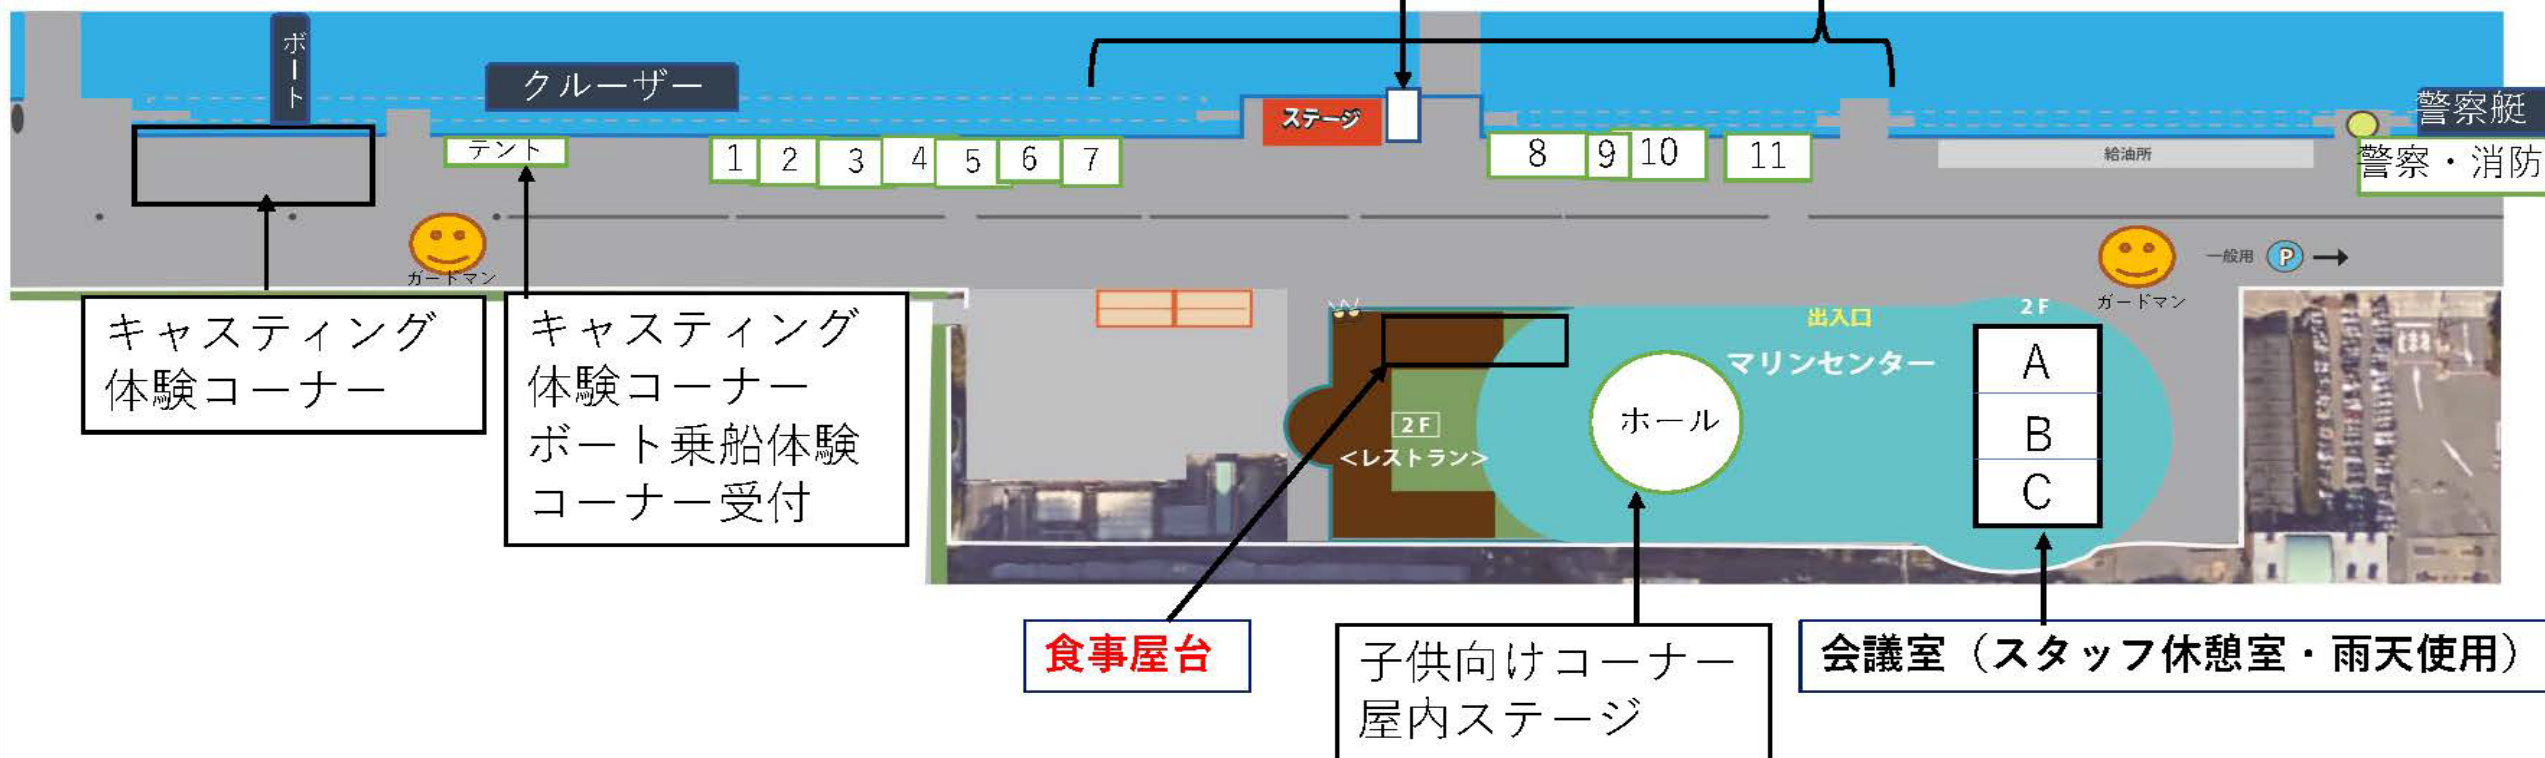 ボート
クルーザー
ステージ
警察艇
テント
1
2
3
4
5
6
7
8
9
10
11
給油所
警察・消防
ガードマン
一般用 P
ガードマン
キャスティング
体験コーナー
キャスティング
体験コーナー
ボート乗船体験
コーナー受付
出入口
マリンセンター
2F
A
B
C
ホール
2F
<レストラン>
食事屋台
子供向けコーナー
屋内ステージ
会議室（スタッフ休憩室・雨天使用）